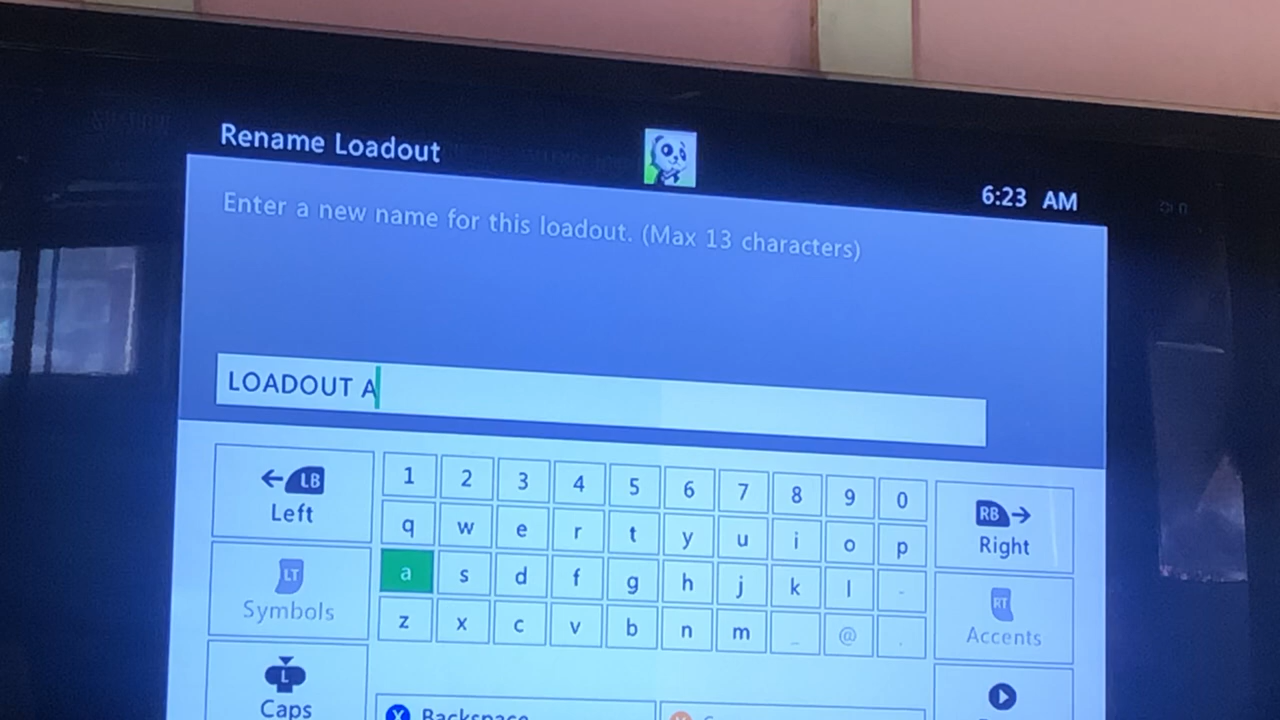 Rename Loadout
6:23 AM
Enter a new name for this loadout. (Max 13 characters)
LOADOUT A
LB
Left
1 2 3 4 5 6 7 8 9 0
RB
Right
q w e r t y u i o p
LT
Symbols
a s d f g h j k l -
RT
Accents
z x c v b n m _ @ .
L
Caps
X Backspace